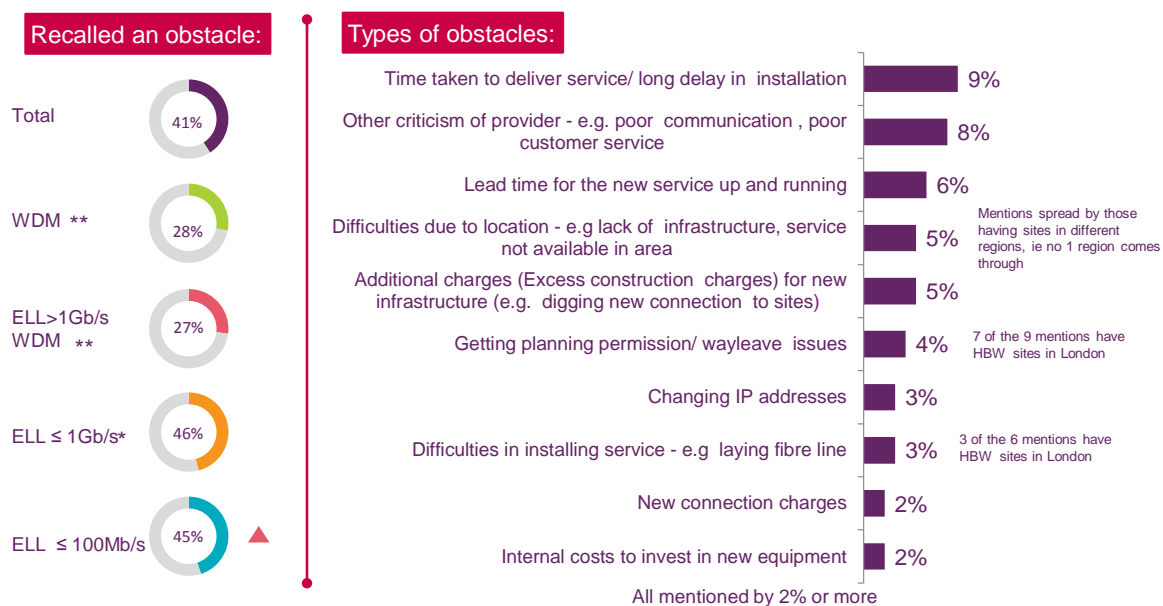 Recalled an obstacle:
Total
41%
WDM **
28%
ELL>1Gb/s
WDM **
27%
ELL ≤ 1Gb/s*
46%
ELL ≤ 100Mb/s
45%
Types of obstacles:
Time taken to deliver service/ long delay in installation
9%
Other criticism of provider - e.g. poor communication , poor
customer service
8%
Lead time for the new service up and running
6%
Difficulties due to location - e.g lack of infrastructure, service
not available in area
5%
Mentions spread by those
having sites in different
regions, ie no 1 region comes
through
Additional charges (Excess construction charges) for new
infrastructure (e.g. digging new connection to sites)
5%
Getting planning permission/ wayleave issues
4%
7 of the 9 mentions have
HBW sites in London
Changing IP addresses
3%
Difficulties in installing service - e.g laying fibre line
3%
3 of the 6 mentions have
HBW sites in London
New connection charges
2%
Internal costs to invest in new equipment
2%
All mentioned by 2% or more